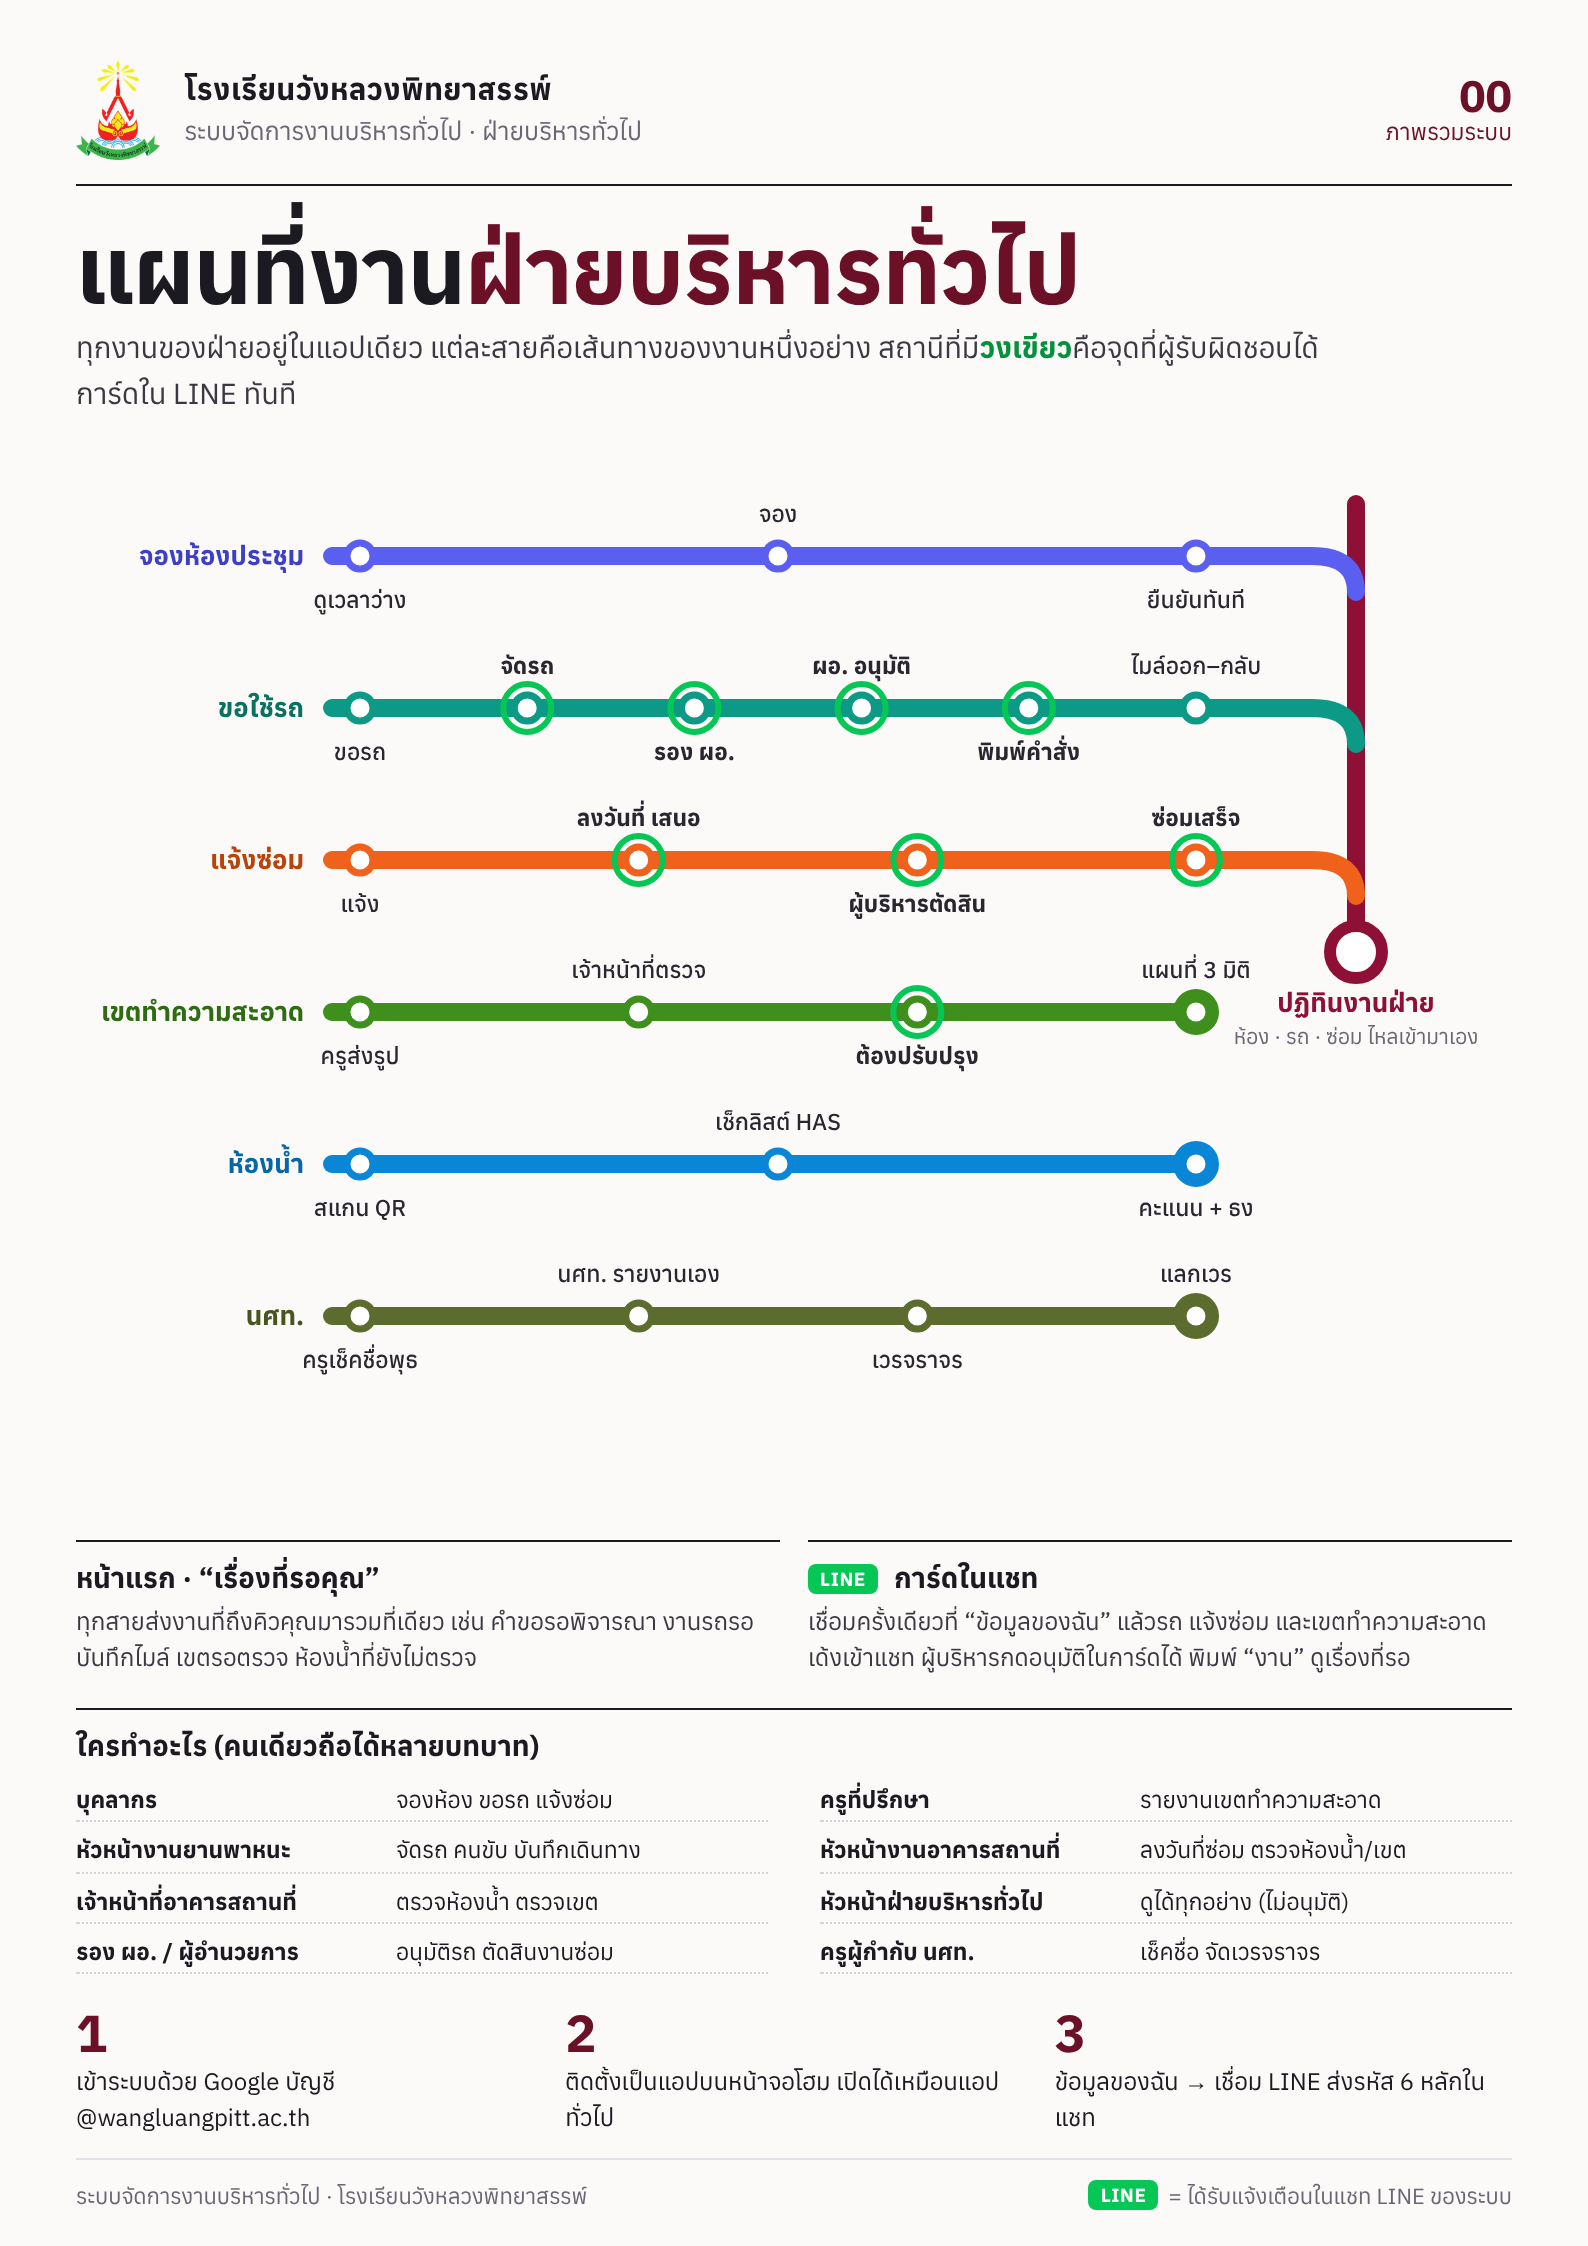 โรงเรียนวังหลวงพิทยาสรรพ์
ระบบจัดการงานบริหารทั่วไป · ฝ่ายบริหารทั่วไป
00
ภาพรวมระบบ
แผนที่งานฝ่ายบริหารทั่วไป
ทุกงานของฝ่ายอยู่ในแอปเดียว แต่ละสายคือเส้นทางของงานหนึ่งอย่าง สถานีที่มีวงเขียวคือจุดที่ผู้รับผิดชอบได้
การ์ดใน LINE ทันที
จอง
จองห้องประชุม
ดูเวลาว่าง
ยืนยันทันที
จัดรถ
ผอ. อนุมัติ
ไมล์ออก–กลับ
ขอใช้รถ
ขอรถ
รอง ผอ.
พิมพ์คำสั่ง
ลงวันที่ เสนอ
ซ่อมเสร็จ
แจ้งซ่อม
แจ้ง
ผู้บริหารตัดสิน
เจ้าหน้าที่ตรวจ
แผนที่ 3 มิติ
เขตทำความสะอาด
ครูส่งรูป
ต้องปรับปรุง
ปฏิทินงานฝ่าย
ห้อง · รถ · ซ่อม ไหลเข้ามาเอง
เช็กลิสต์ HAS
ห้องน้ำ
สแกน QR
คะแนน + ธง
นศท. รายงานเอง
แลกเวร
นศท.
ครูเช็คชื่อพุธ
เวรจราจร
หน้าแรก · “เรื่องที่รอคุณ”
ทุกสายส่งงานที่ถึงคิวคุณมารวมที่เดียว เช่น คำขอรอพิจารณา งานรถรอ
บันทึกไมล์ เขตรอตรวจ ห้องน้ำที่ยังไม่ตรวจ
LINE การ์ดในแชท
เชื่อมครั้งเดียวที่ “ข้อมูลของฉัน” แล้วรถ แจ้งซ่อม และเขตทำความสะอาด
เด้งเข้าแชท ผู้บริหารกดอนุมัติในการ์ดได้ พิมพ์ “งาน” ดูเรื่องที่รอ
ใครทำอะไร (คนเดียวถือได้หลายบทบาท)
บุคลากร จองห้อง ขอรถ แจ้งซ่อม
ครูที่ปรึกษา รายงานเขตทำความสะอาด
หัวหน้างานยานพาหนะ จัดรถ คนขับ บันทึกเดินทาง
หัวหน้างานอาคารสถานที่ ลงวันที่ซ่อม ตรวจห้องน้ำ/เขต
เจ้าหน้าที่อาคารสถานที่ ตรวจห้องน้ำ ตรวจเขต
หัวหน้าฝ่ายบริหารทั่วไป ดูได้ทุกอย่าง (ไม่อนุมัติ)
รอง ผอ. / ผู้อำนวยการ อนุมัติรถ ตัดสินงานซ่อม
ครูผู้กำกับ นศท. เช็คชื่อ จัดเวรจราจร
1
เข้าระบบด้วย Google บัญชี
@wangluangpitt.ac.th
2
ติดตั้งเป็นแอปบนหน้าจอโฮม เปิดได้เหมือนแอป
ทั่วไป
3
ข้อมูลของฉัน → เชื่อม LINE ส่งรหัส 6 หลักใน
แชท
ระบบจัดการงานบริหารทั่วไป · โรงเรียนวังหลวงพิทยาสรรพ์
LINE = ได้รับแจ้งเตือนในแชท LINE ของระบบ